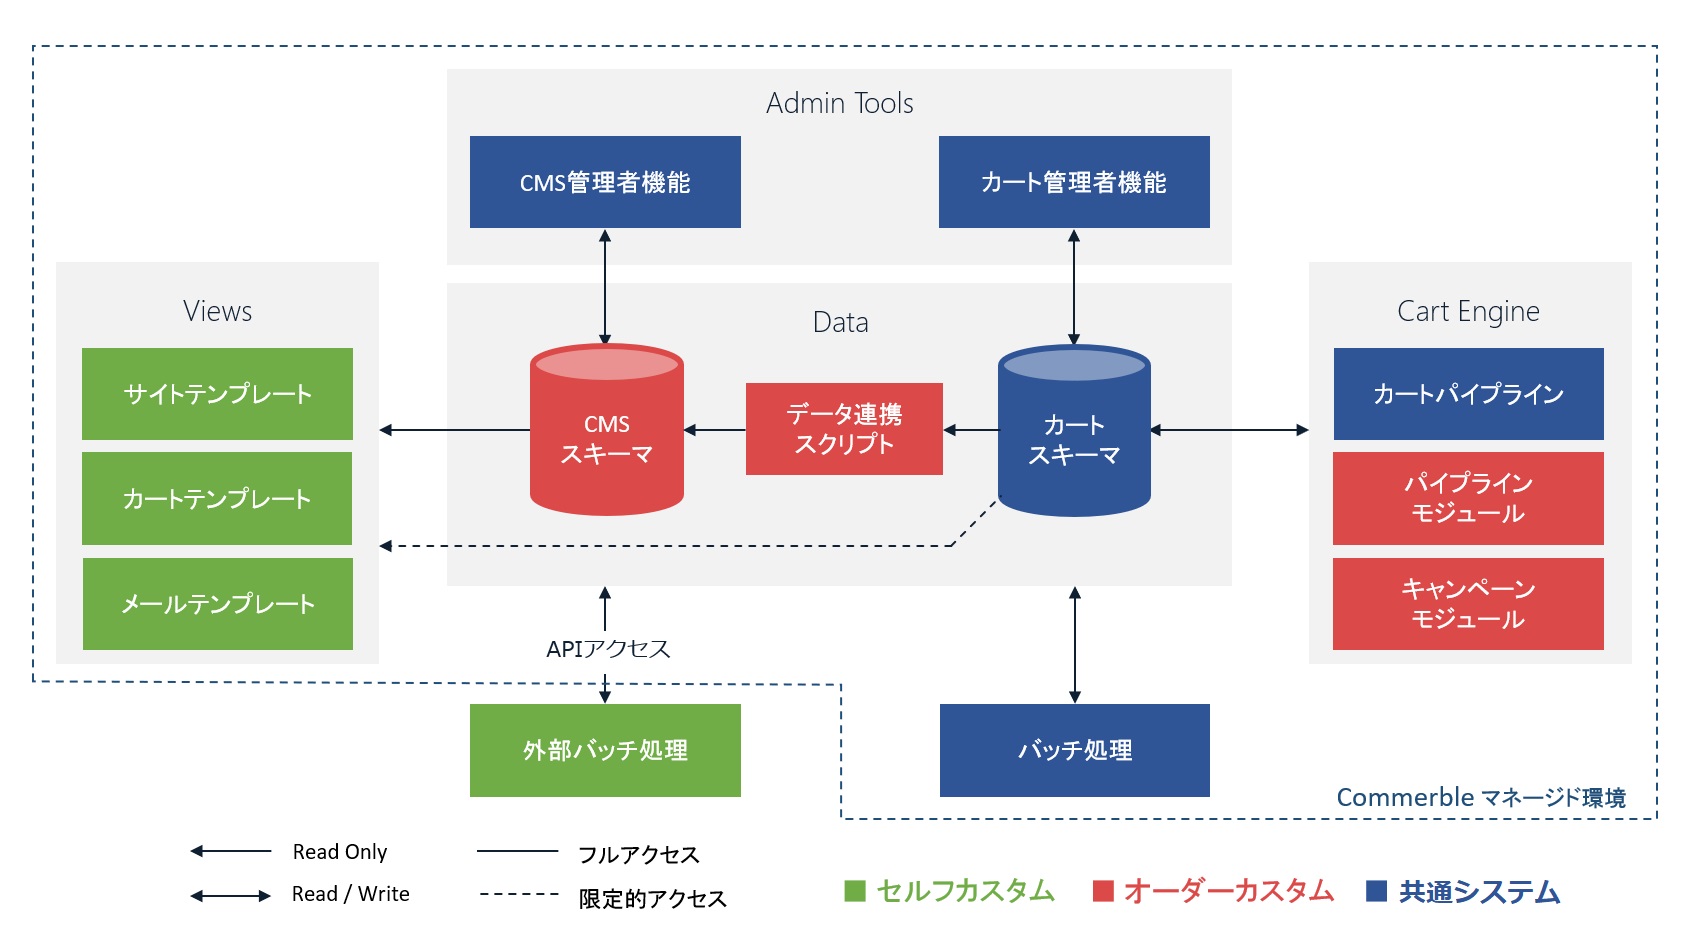 Admin Tools
CMS管理者機能
カート管理者機能
Views
サイトテンプレート
カートテンプレート
メールテンプレート
Data
CMS
スキーマ
データ連携
スクリプト
カート
スキーマ
Cart Engine
カートパイプライン
パイプライン
モジュール
キャンペーン
モジュール
APIアクセス
外部バッチ処理
バッチ処理
Commerble マネージド環境
Read Only
フルアクセス
Read / Write
限定的アクセス
セルフカスタム
オーダーカスタム
共通システム